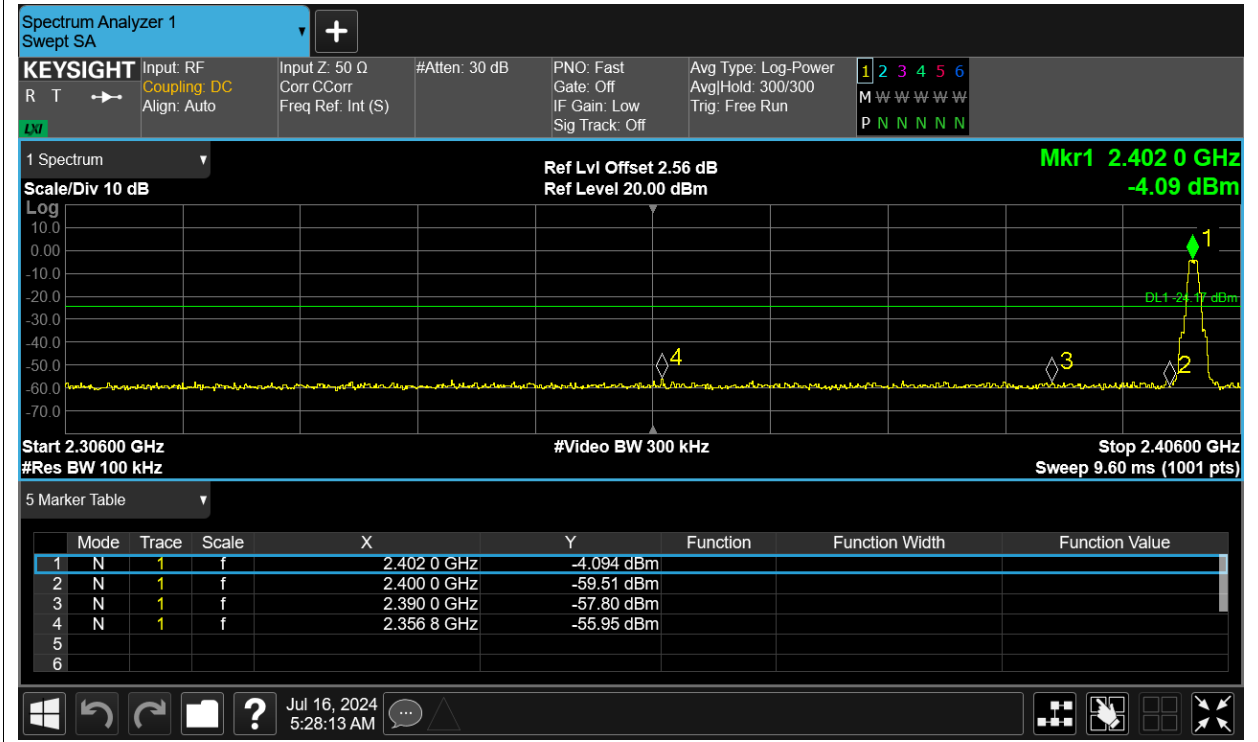 Spectrum Analyzer 1
Swept SA
KEYSIGHT Input: RF Input Z: 50 Ω #Atten: 30 dB PNO: Fast Avg Type: Log-Power 1 2 3 4 5 6
R T Coupling: DC Corr CCorr Gate: Off Avg|Hold: 300/300 M W W W W W W
Align: Auto Freq Ref: Int (S) IF Gain: Low Trig: Free Run
LXI Sig Track: Off P N N N N N N
1 Spectrum Ref Lvl Offset 2.56 dB Mkr1 2.402 0 GHz
Scale/Div 10 dB Ref Level 20.00 dBm -4.09 dBm
Log
10.0
1
0.00
-10.0
-20.0
DL1 -24.17 dBm
-30.0
-40.0
4
3
2
-50.0
-60.0
-70.0
Start 2.30600 GHz #Video BW 300 kHz Stop 2.40600 GHz
#Res BW 100 kHz Sweep 9.60 ms (1001 pts)
5 Marker Table
Mode Trace Scale X Y Function Function Width Function Value
1 N 1 f 2.402 0 GHz -4.094 dBm
2 N 1 f 2.400 0 GHz -59.51 dBm
3 N 1 f 2.390 0 GHz -57.80 dBm
4 N 1 f 2.356 8 GHz -55.95 dBm
5
6
? Jul 16, 2024
5:28:13 AM